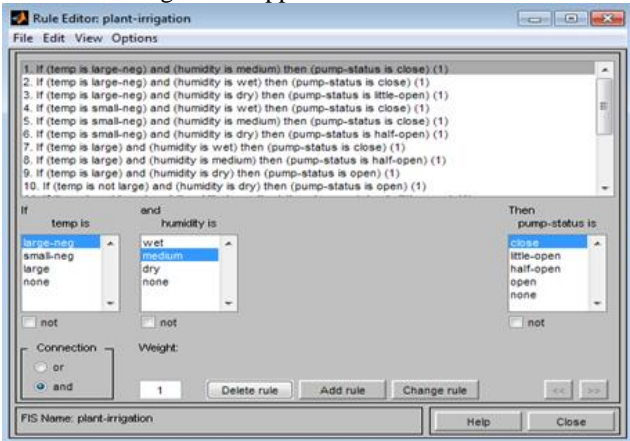 Rule Editor: plant-irrigation
File Edit View Options
1. If (temp is large-neg) and (humidity is medium) then (pump-status is close) (1)
2. If (temp is large-neg) and (humidity is wet) then (pump-status is close) (1)
3. If (temp is large-neg) and (humidity is dry) then (pump-status is little-open) (1)
4. If (temp is small-neg) and (humidity is wet) then (pump-status is close) (1)
5. If (temp is small-neg) and (humidity is medium) then (pump-status is close) (1)
6. If (temp is small-neg) and (humidity is dry) then (pump-status is half-open) (1)
7. If (temp is large) and (humidity is wet) then (pump-status is close) (1)
8. If (temp is large) and (humidity is medium) then (pump-status is half-open) (1)
9. If (temp is large) and (humidity is dry) then (pump-status is open) (1)
10. If (temp is not large) and (humidity is dry) then (pump-status is open) (1)
If and Then
temp is humidity is pump-status is
large-neg wet close
small-neg medium little-open
large dry half-open
none none open
none
not not not
Connection Weight:
or
and 1 Delete rule Add rule Change rule << >>
FIS Name: plant-irrigation Help Close